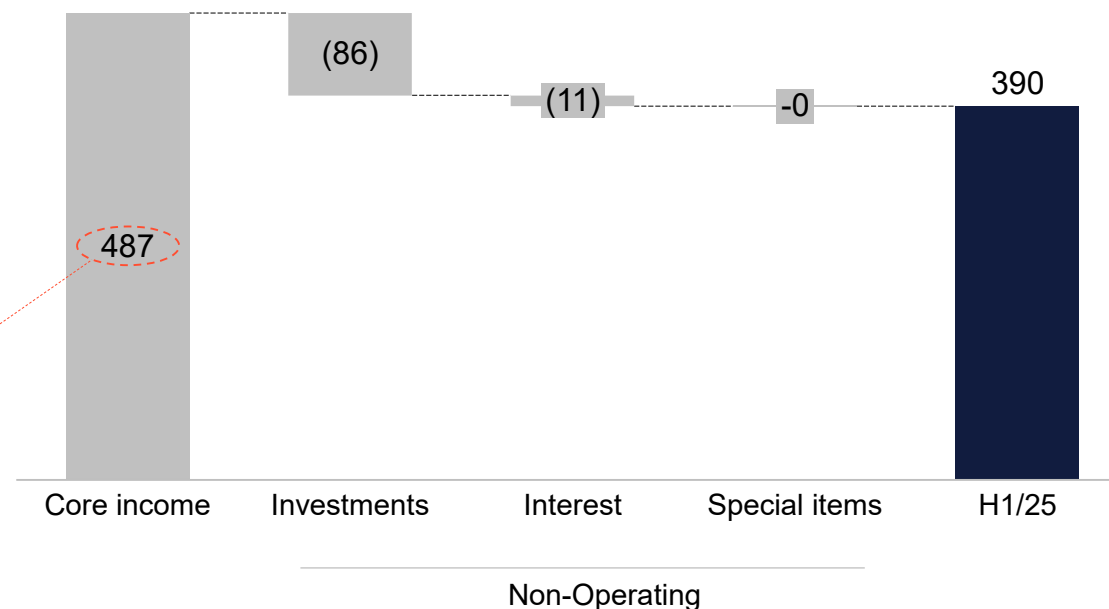 (86)
(11)
-0
390
487
Core income
Investments
Interest
Special items
H1/25
Non-Operating